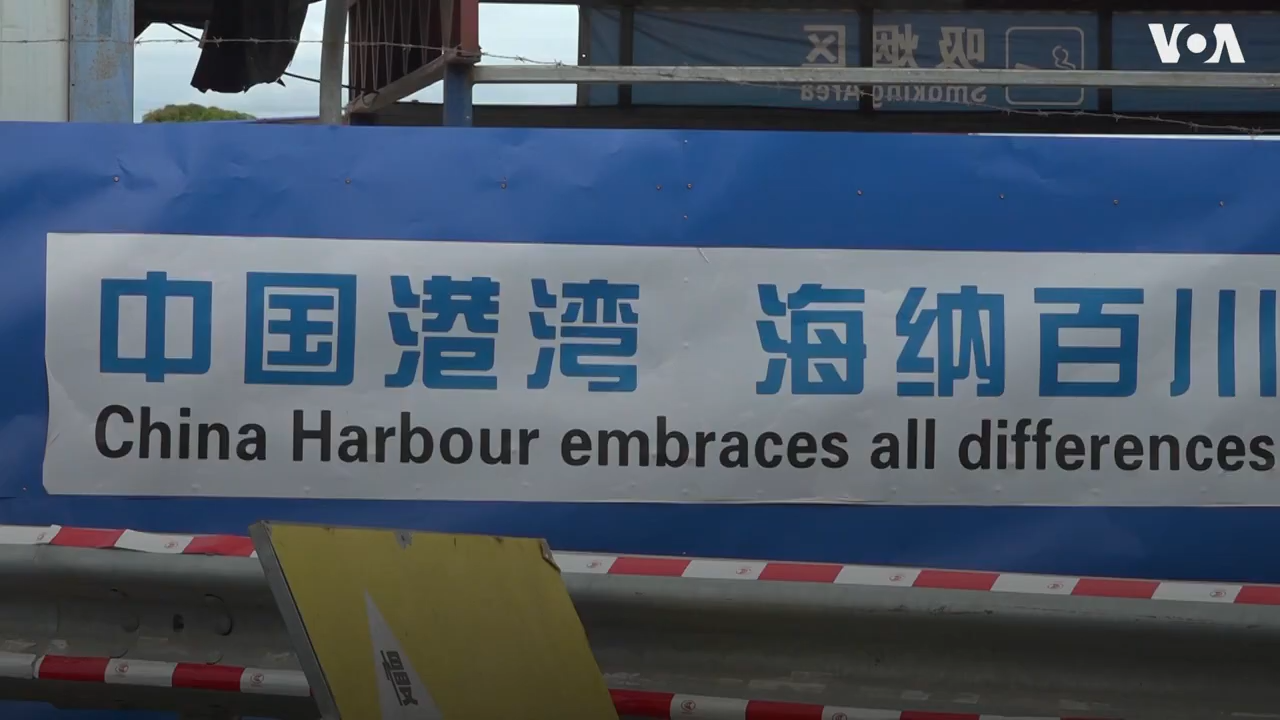 VOA
吸烟区
Smoking Area
中国港湾 海纳百川
China Harbour embraces all differences